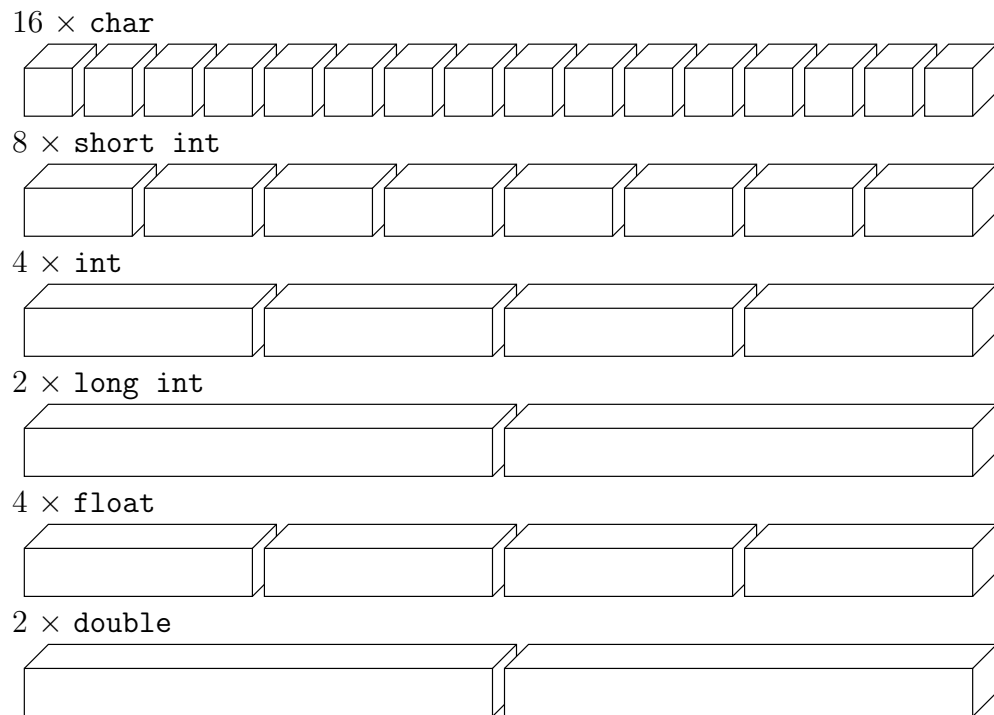 16 × char
8 × short int
4 × int
2 × long int
4 × float
2 × double